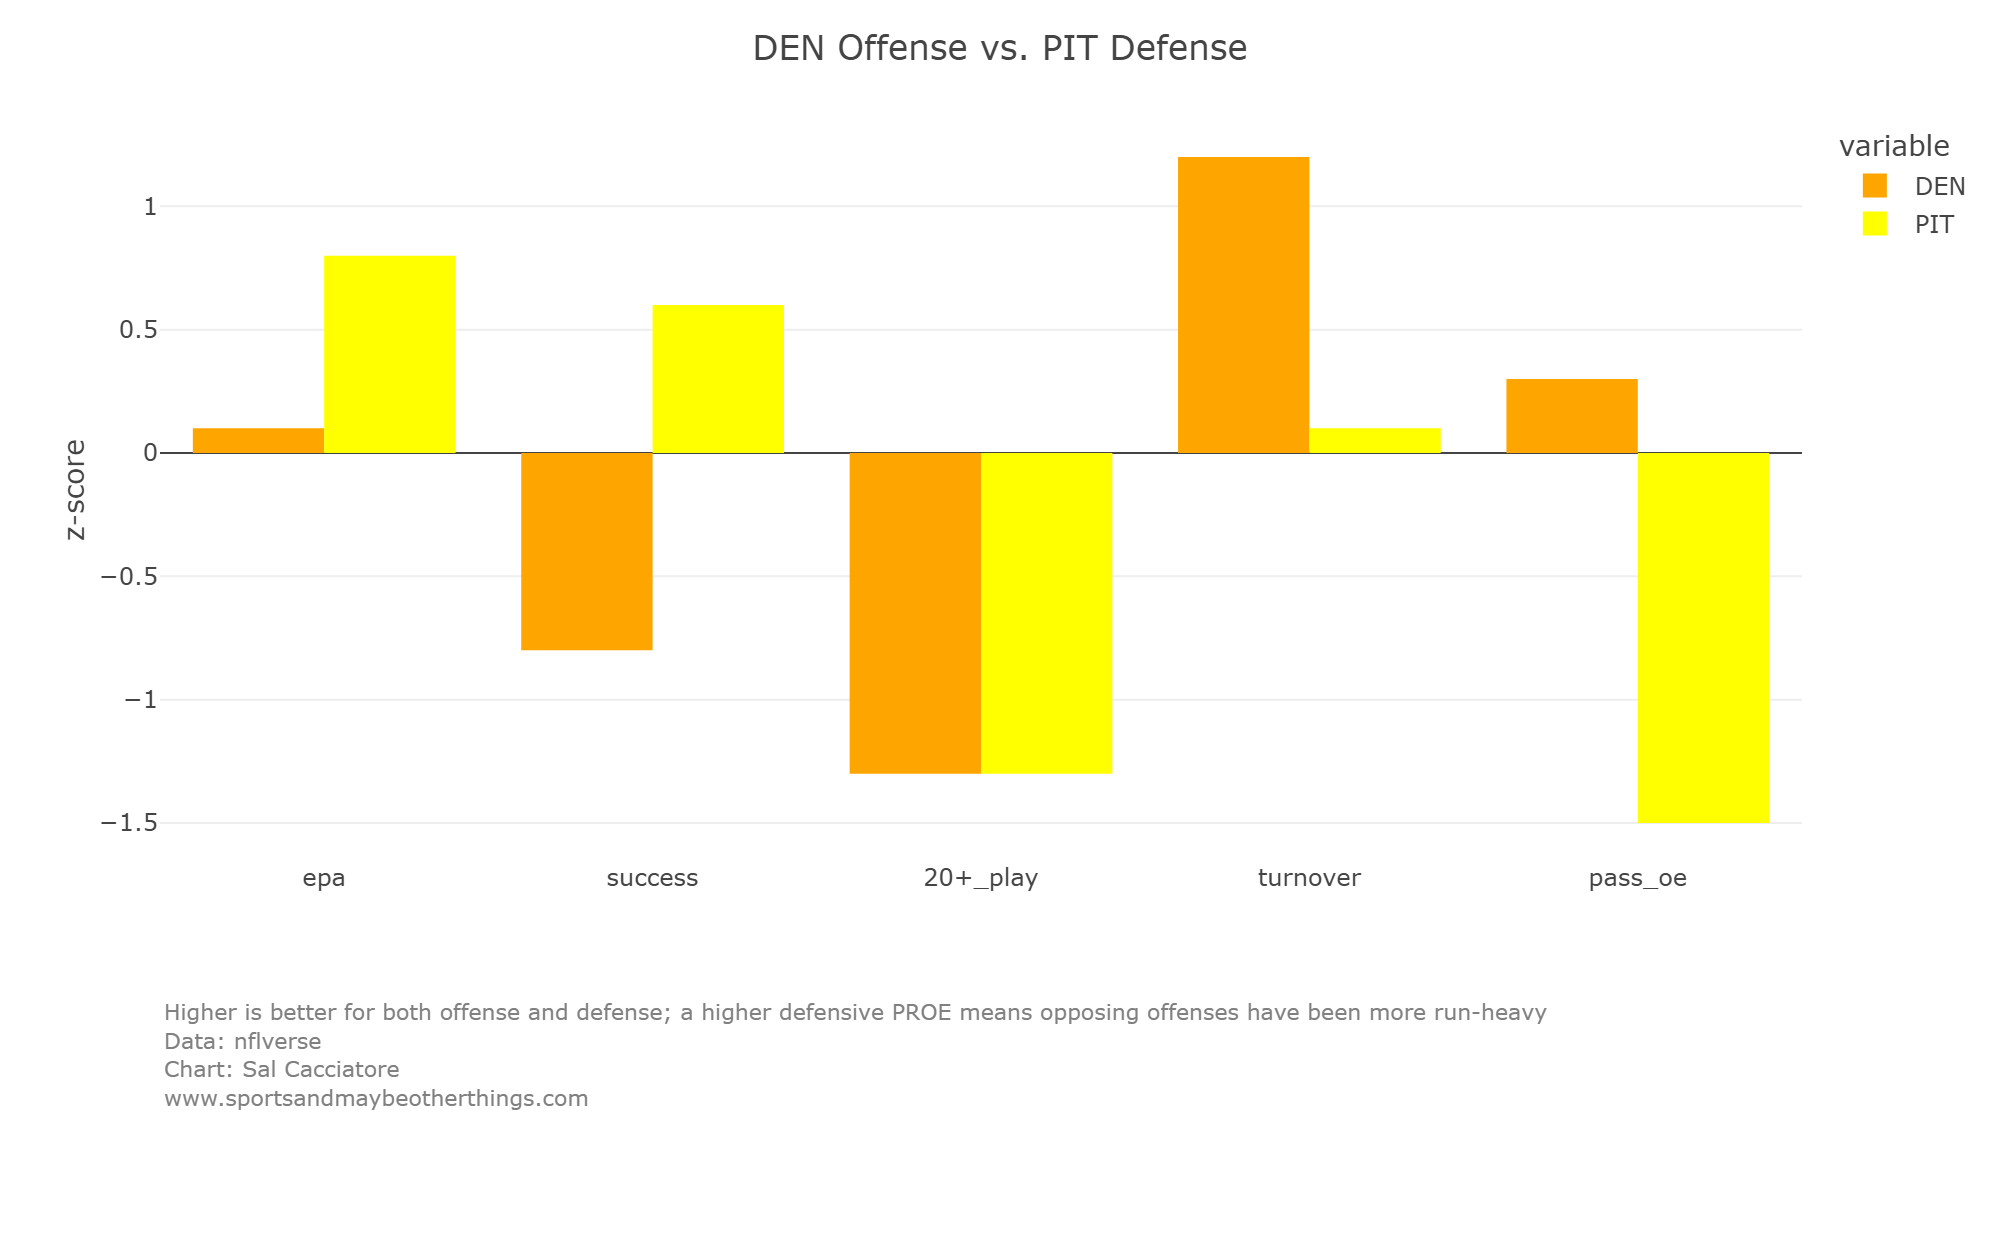 DEN Offense vs. PIT Defense
variable
DEN
PIT
1
0.5
0
−0.5
−1
−1.5
z-score
epa
success
20+_play
turnover
pass_oe
Higher is better for both offense and defense; a higher defensive PROE means opposing offenses have been more run-heavy
Data: nflverse
Chart: Sal Cacciatore
www.sportsandmaybeotherthings.com